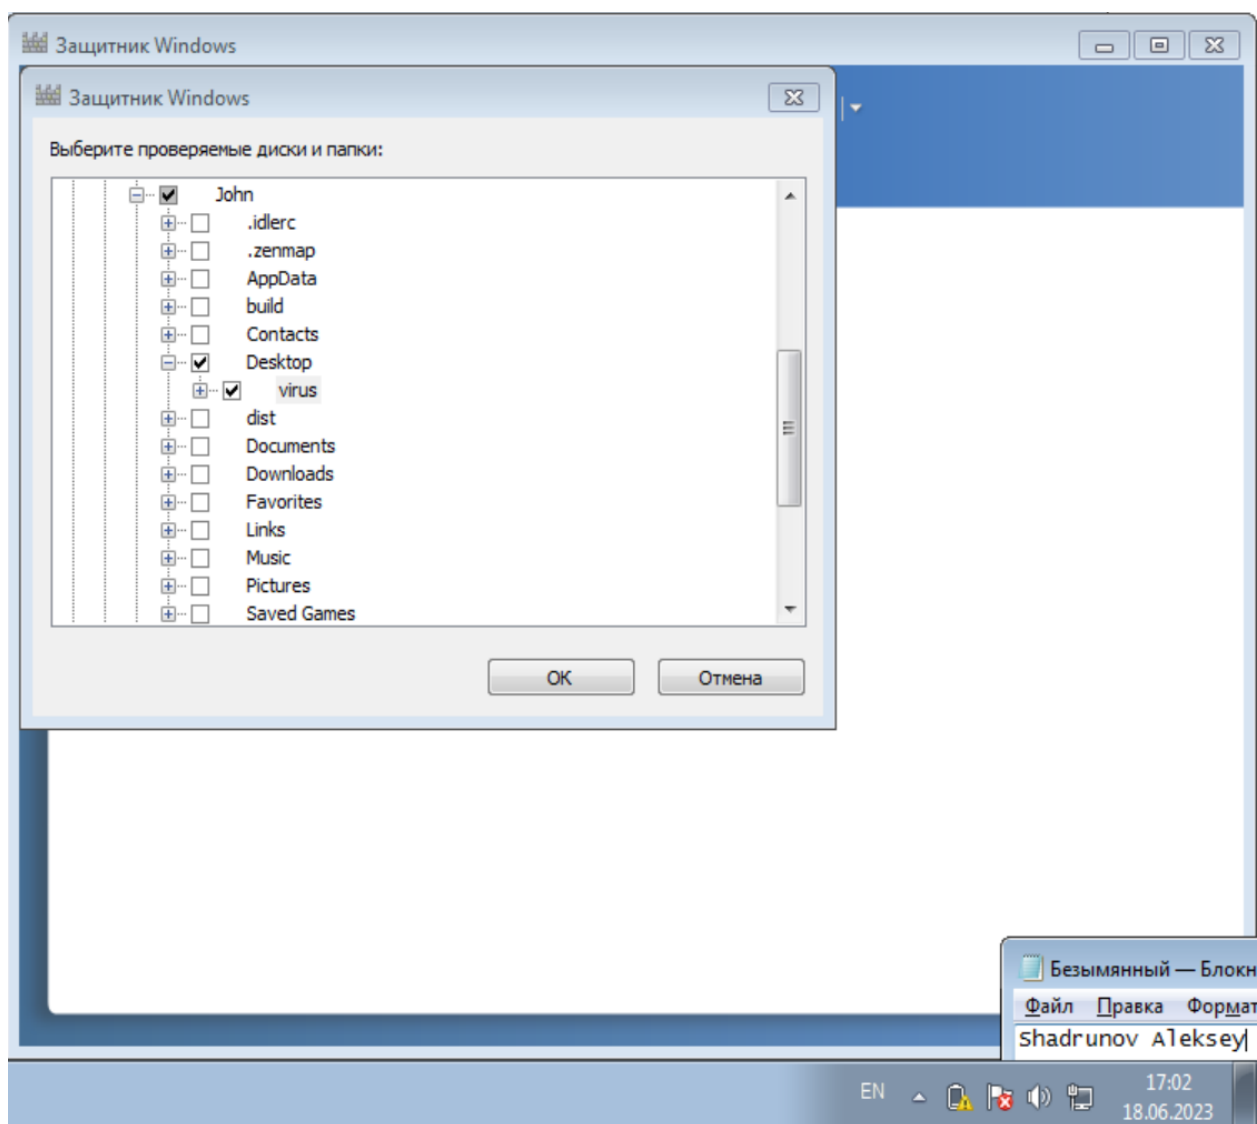 Защитник Windows
Защитник Windows
Выберите проверяемые диски и папки:
John
.idlerc
.zenmap
AppData
build
Contacts
Desktop
virus
dist
Documents
Downloads
Favorites
Links
Music
Pictures
Saved Games
OK
Отмена
Безымянный — Блокн
Файл Правка Формат
Shadrunov Aleksey
EN
17:02
18.06.2023